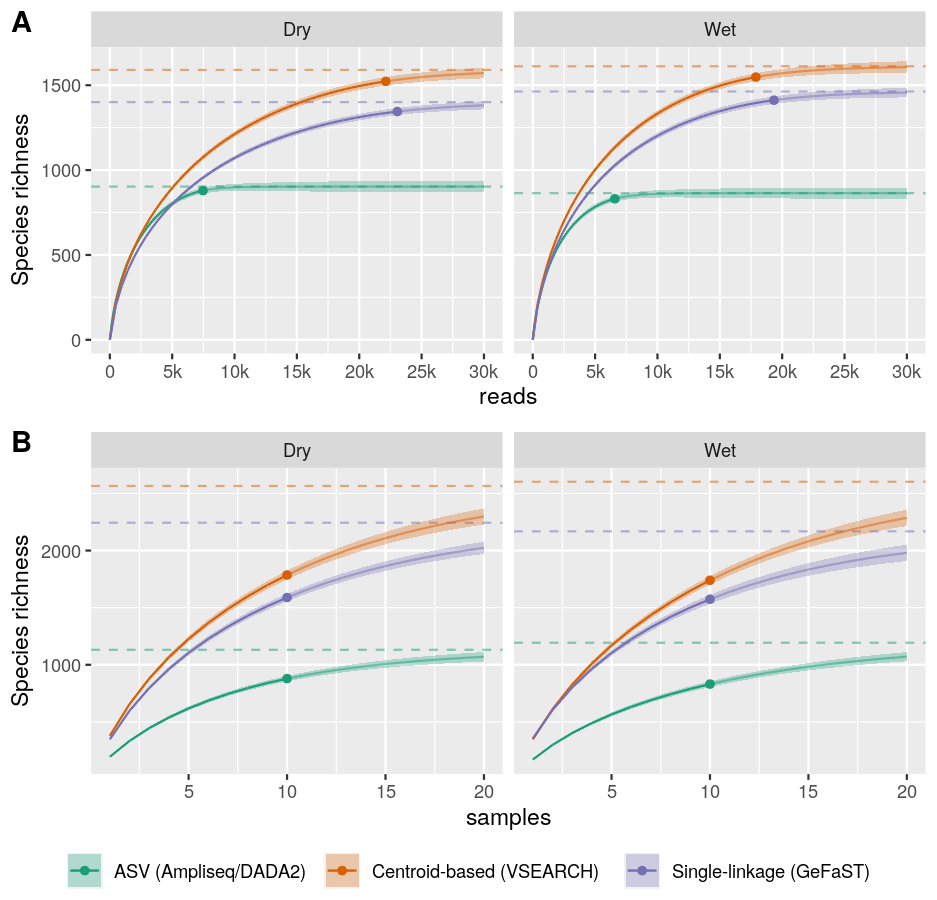 A
Dry
Wet
Species richness
1500
1000
500
0
0 5k 10k 15k 20k 25k 30k
0 5k 10k 15k 20k 25k 30k
reads
B
Dry
Wet
Species richness
2000
1000
5 10 15 20
5 10 15 20
samples
ASV (Ampliseq/DADA2) Centroid-based (VSEARCH) Single-linkage (GeFaST)